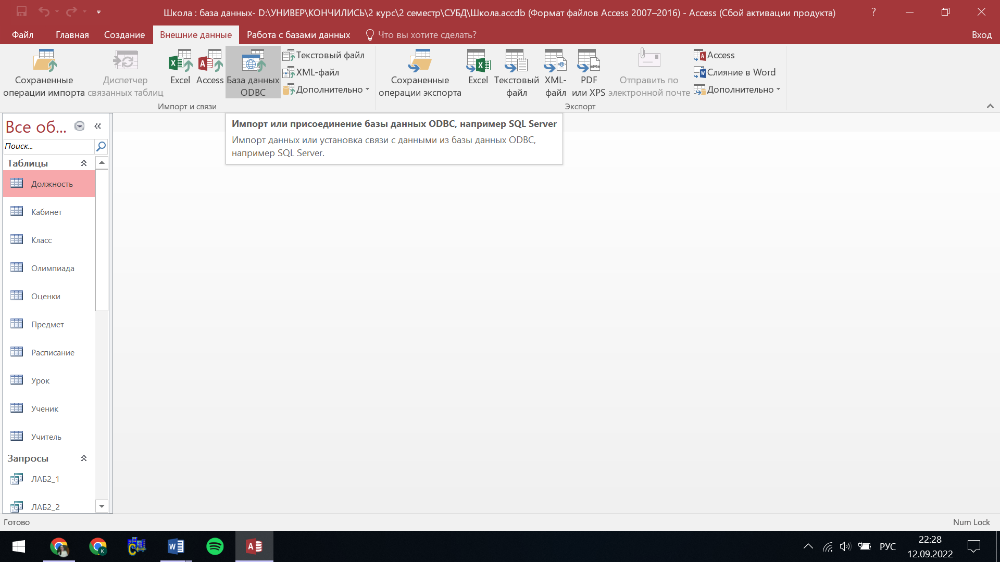 Школа : база данных- D:\УНИВЕР\КОНЧИЛИСЬ\2 курс\2 семестр\СУБД\Школа.accdb (Формат файлов Access 2007–2016) - Access (Сбой активации продукта)
?
Файл
Главная
Создание
Внешние данные
Работа с базами данных
Что вы хотите сделать?
Вход
Сохраненные
операции импорта
Диспетчер
связанных таблиц
Excel
Access
База данных
ODBC
Текстовый файл
XML-файл
Дополнительно
Импорт и связи
Сохраненные
операции экспорта
Excel
Текстовый
файл
XML-
файл
PDF
или XPS
Отправить по
электронной почте
Access
Слияние в Word
Дополнительно
Экспорт
Импорт или присоединение базы данных ODBC, например SQL Server
Импорт данных или установка связи с данными из базы данных ODBC,
например SQL Server.
Все об...
Поиск...
Таблицы
Должность
Кабинет
Класс
Олимпиада
Оценки
Предмет
Расписание
Урок
Ученик
Учитель
Запросы
ЛАБ2_1
ЛАБ2_2
Готово
Num Lock
РУС
22:28
12.09.2022